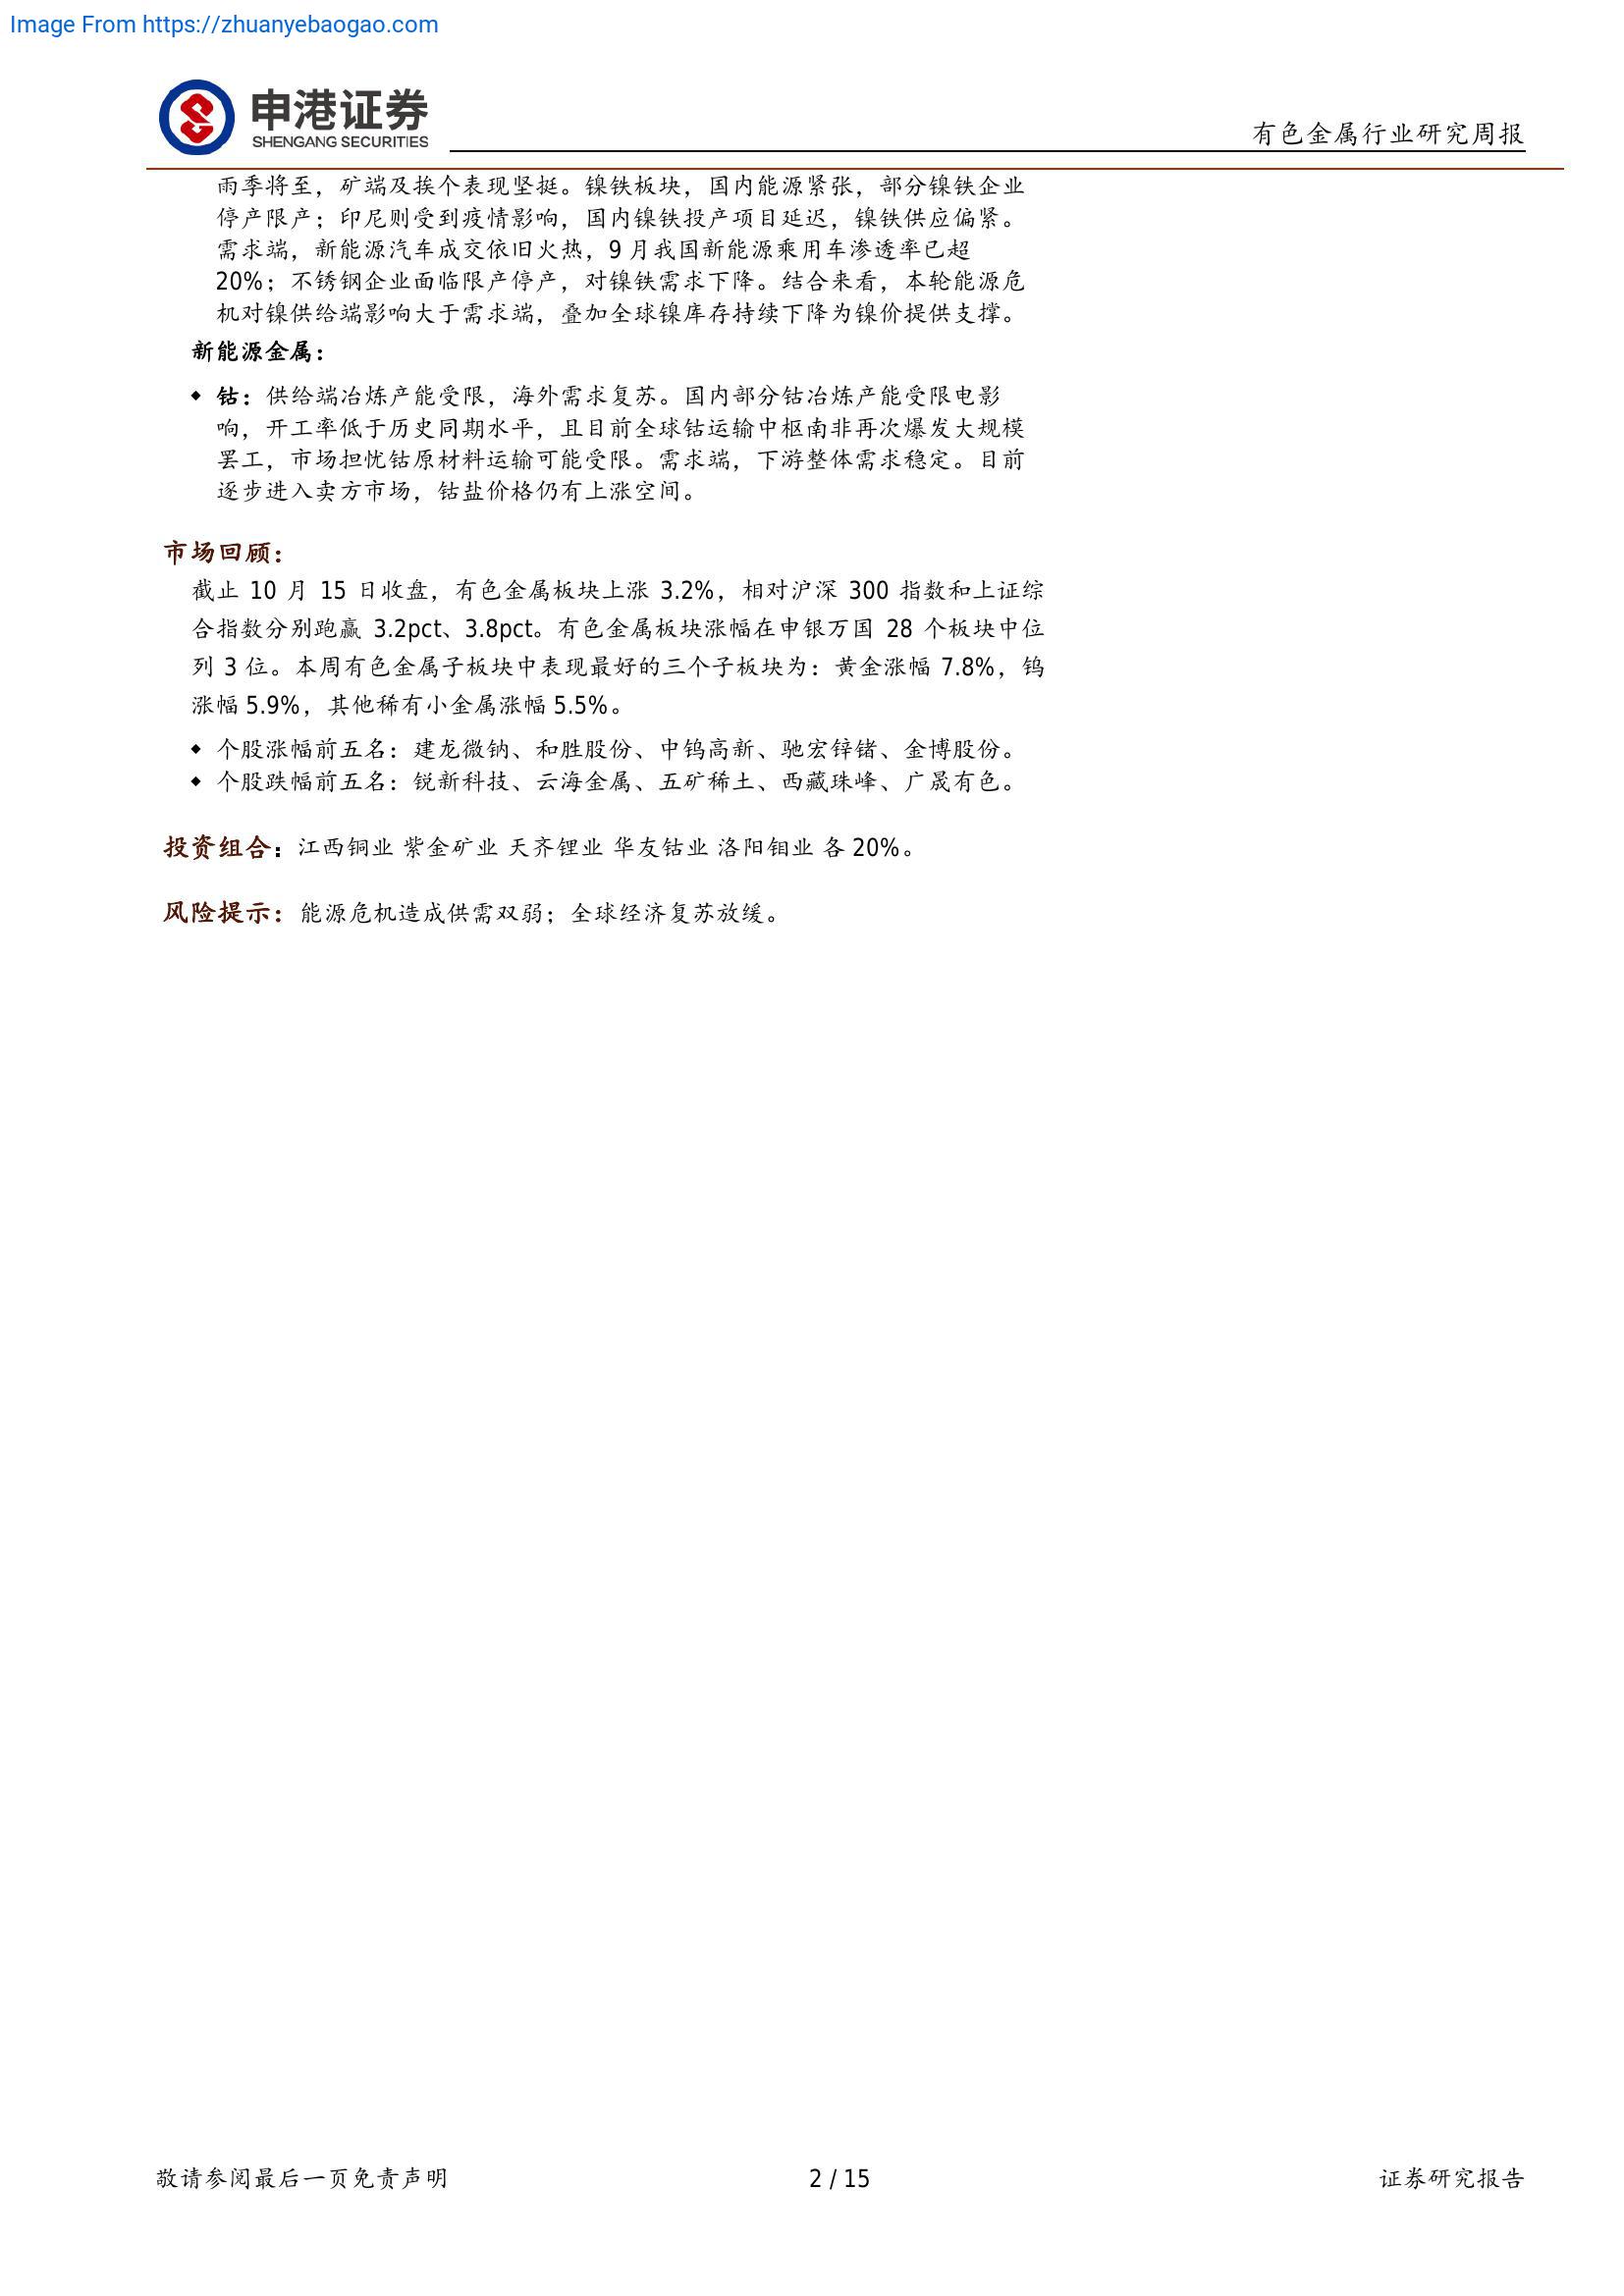 Image From https://zhuanyebaogao.com
申港证券
SHENGANG SECURITIES
有色金属行业研究周报
雨季将至，矿端及挨个表现坚挺。镍铁板块，国内能源紧张，部分镍铁企业
停产限产；印尼则受到疫情影响，国内镍铁投产项目延迟，镍铁供应偏紧。
需求端，新能源汽车成交依旧火热，9 月我国新能源乘用车渗透率已超
20%；不锈钢企业面临限产停产，对镍铁需求下降。结合来看，本轮能源危
机对镍供给端影响大于需求端，叠加全球镍库存持续下降为镍价提供支撑。
新能源金属：
◆ 钴：供给端冶炼产能受限，海外需求复苏。国内部分钴冶炼产能受限电影
响，开工率低于历史同期水平，且目前全球钴运输中枢南非再次爆发大规模
罢工，市场担忧钴原材料运输可能受限。需求端，下游整体需求稳定。目前
逐步进入卖方市场，钴盐价格仍有上涨空间。
市场回顾：
截止 10 月 15 日收盘，有色金属板块上涨 3.2%，相对沪深 300 指数和上证综
合指数分别跑赢 3.2pct、3.8pct。有色金属板块涨幅在申银万国 28 个板块中位
列 3 位。本周有色金属子板块中表现最好的三个子板块为：黄金涨幅 7.8%，钨
涨幅 5.9%，其他稀有小金属涨幅 5.5%。
◆ 个股涨幅前五名：建龙微钠、和胜股份、中钨高新、驰宏锌锗、金博股份。
◆ 个股跌幅前五名：锐新科技、云海金属、五矿稀土、西藏珠峰、广晟有色。
投资组合：江西铜业 紫金矿业 天齐锂业 华友钴业 洛阳钼业 各 20%。
风险提示：能源危机造成供需双弱；全球经济复苏放缓。
敬请参阅最后一页免责声明
2 / 15
证券研究报告